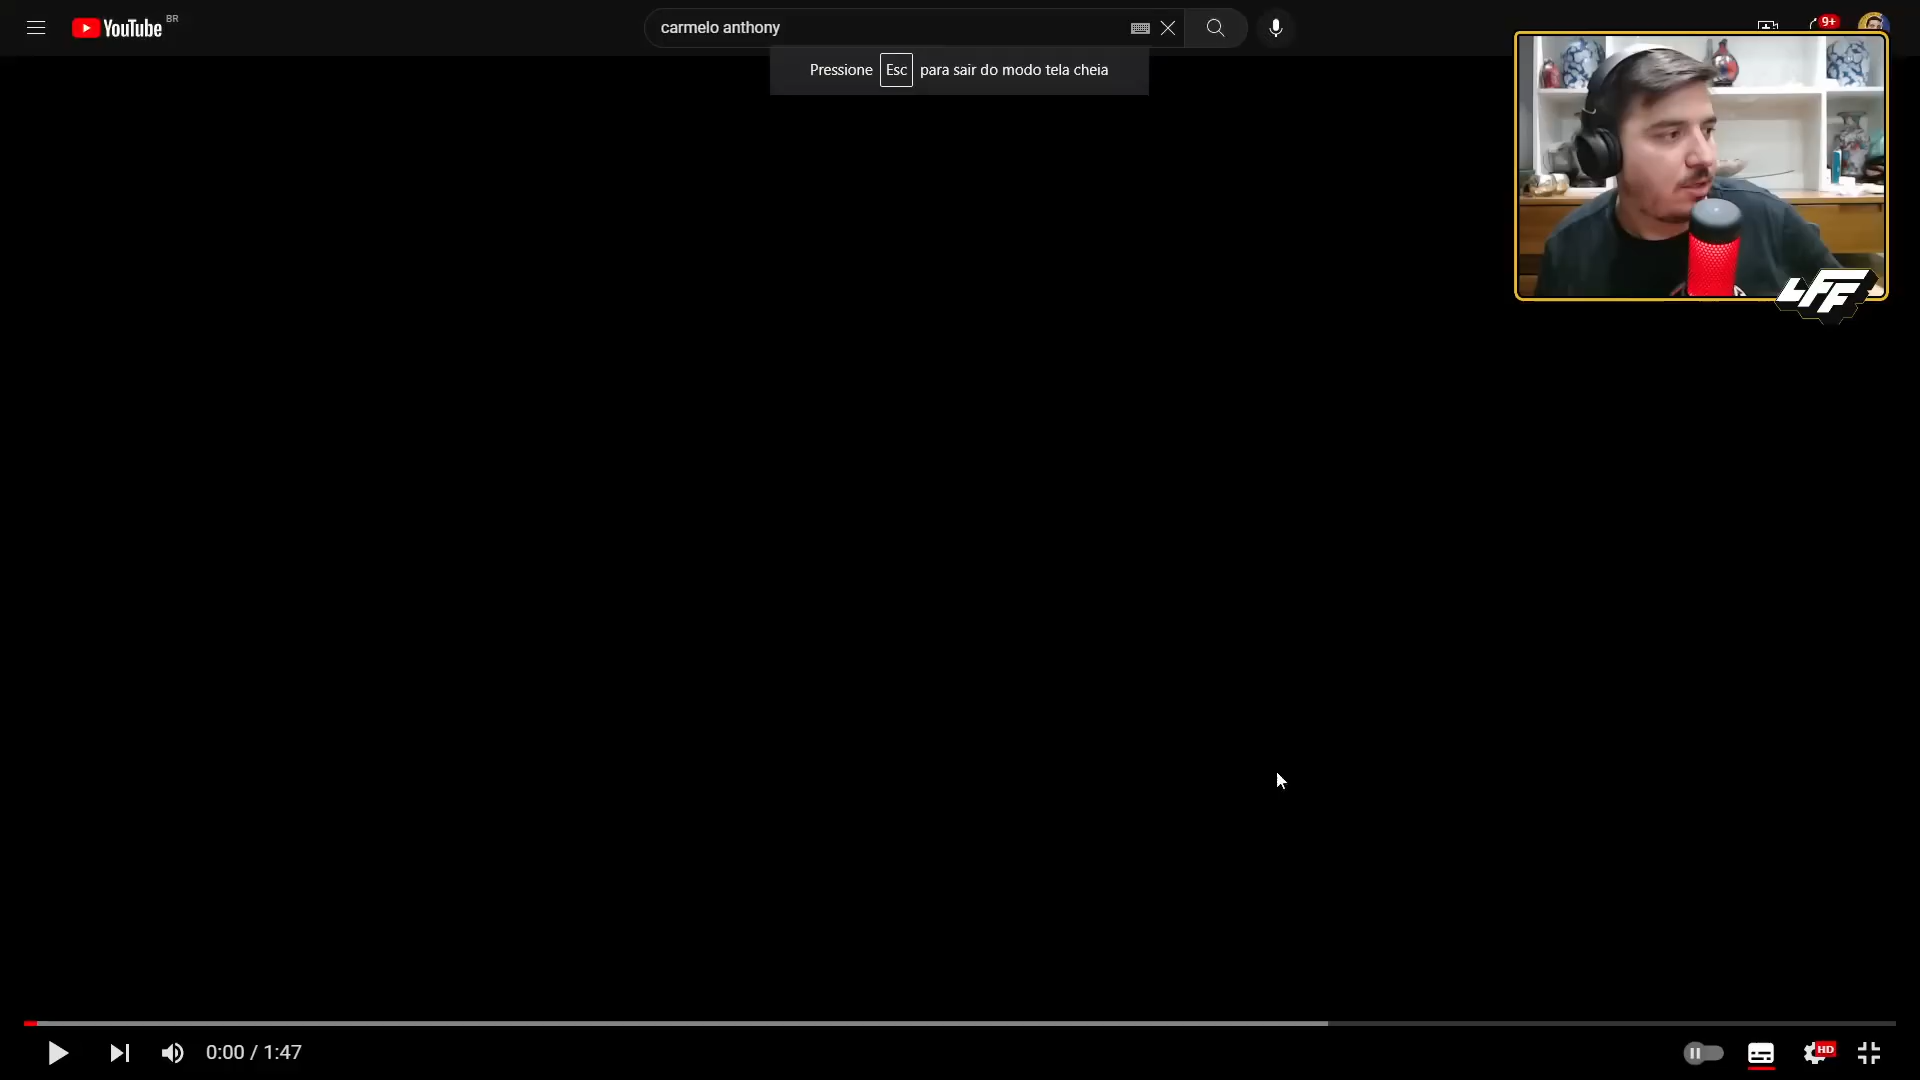 YouTube BR
carmelo anthony
9+
Pressione Esc para sair do modo tela cheia
LFF
0:00 / 1:47
HD